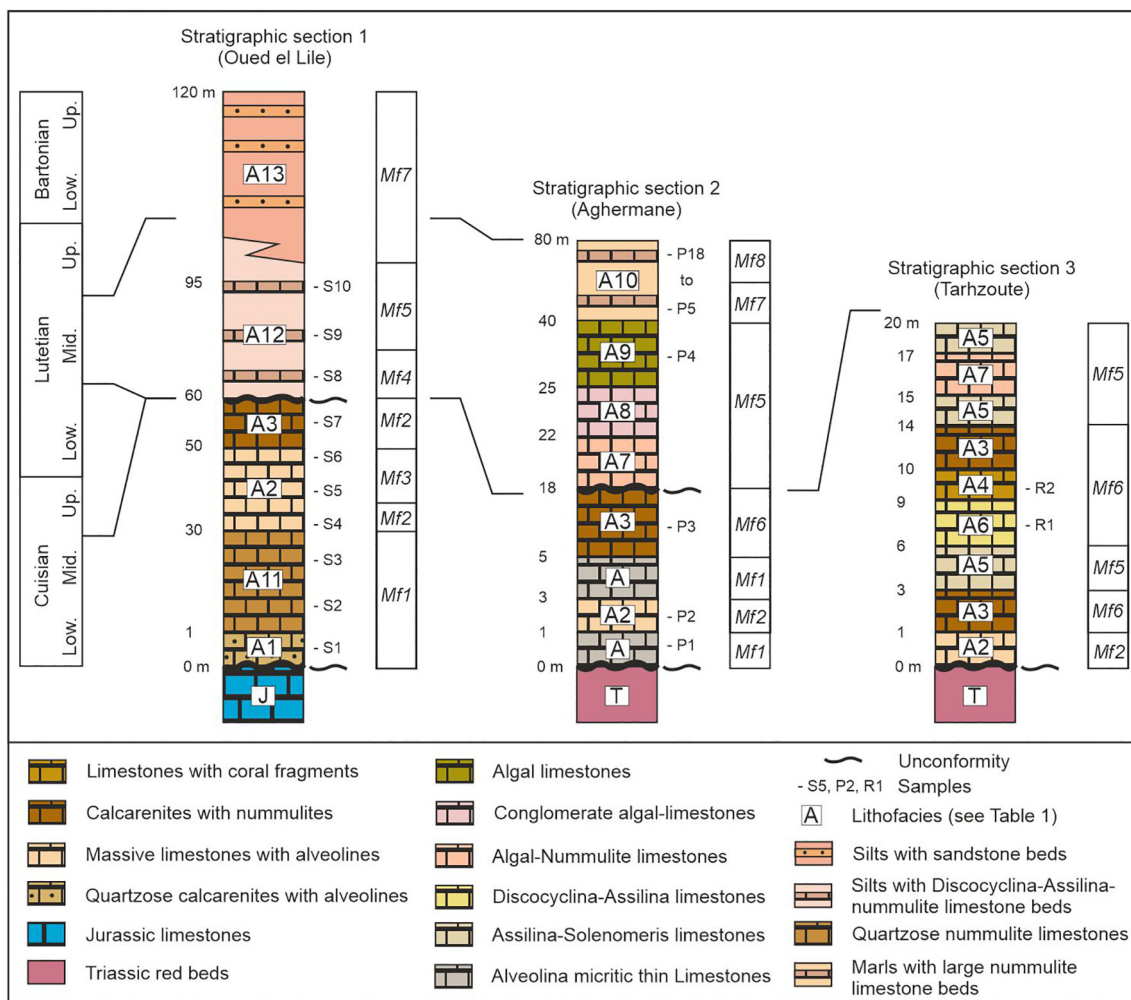 Stratigraphic section 1
(Oued el Lile)
Bartonian
Up.
Low.
Lutetian
Up.
Mid.
Low.
Cuisian
Up.
Mid.
Low.
120 m
95
60
50
30
1
0 m
A13
A12
A3
A2
A11
A1
J
- S10
- S9
- S8
- S7
- S6
- S5
- S4
- S3
- S2
- S1
Mf7
Mf5
Mf4
Mf2
Mf3
Mf2
Mf1
Stratigraphic section 2
(Aghermane)
80 m
40
25
22
18
5
3
1
0 m
A10
A9
A8
A7
A3
A
A2
A
T
- P18
to
- P5
- P4
- P3
- P2
- P1
Mf8
Mf7
Mf5
Mf6
Mf1
Mf2
Mf1
Stratigraphic section 3
(Tarhzoute)
20 m
17
15
14
10
9
6
3
1
0 m
A5
A7
A5
A3
A4
A6
A5
A3
A2
T
- R2
- R1
Mf5
Mf6
Mf5
Mf6
Mf2
Limestones with coral fragments
Calcarenites with nummulites
Massive limestones with alveolines
Quartzose calcarenites with alveolines
Jurassic limestones
Triassic red beds
Algal limestones
Conglomerate algal-limestones
Algal-Nummulite limestones
Discocyclina-Assilina limestones
Assilina-Solenomeris limestones
Alveolina micritic thin Limestones
Unconformity
- S5, P2, R1 Samples
A Lithofacies (see Table 1)
Silts with sandstone beds
Silts with Discocyclina-Assilina-
nummulite limestone beds
Quartzose nummulite limestones
Marls with large nummulite
limestone beds